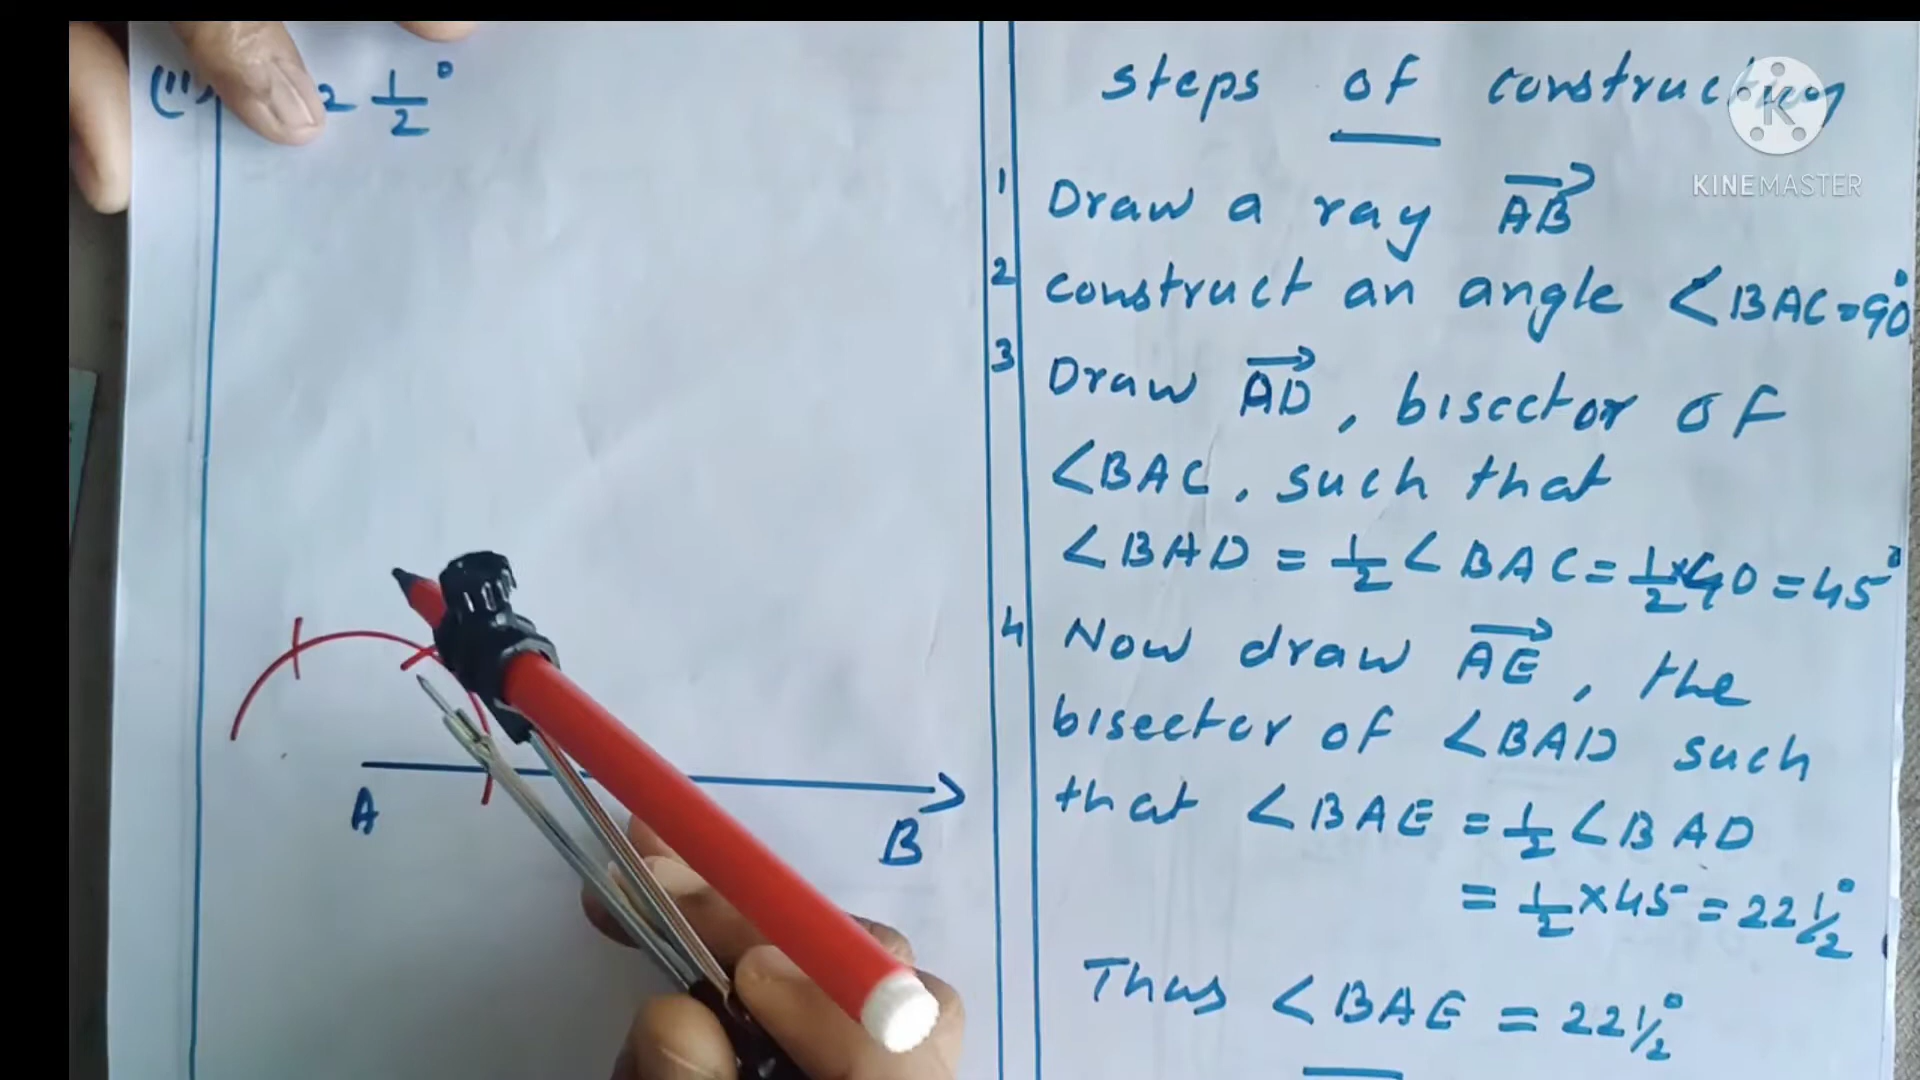 (ii) 2 1/2°
A
B
steps of construction
KINEMASTER
1 Draw a ray AB
2 construct an angle ∠BAC=90°
3 Draw AD, bisector of
∠BAC, such that
∠BAD = 1/2 ∠BAC = 1/2 × 90 = 45°
4 Now draw AE, the
bisector of ∠BAD such
that ∠BAE = 1/2 ∠BAD
= 1/2 × 45 = 22 1/2°
Thus ∠BAE = 22 1/2°